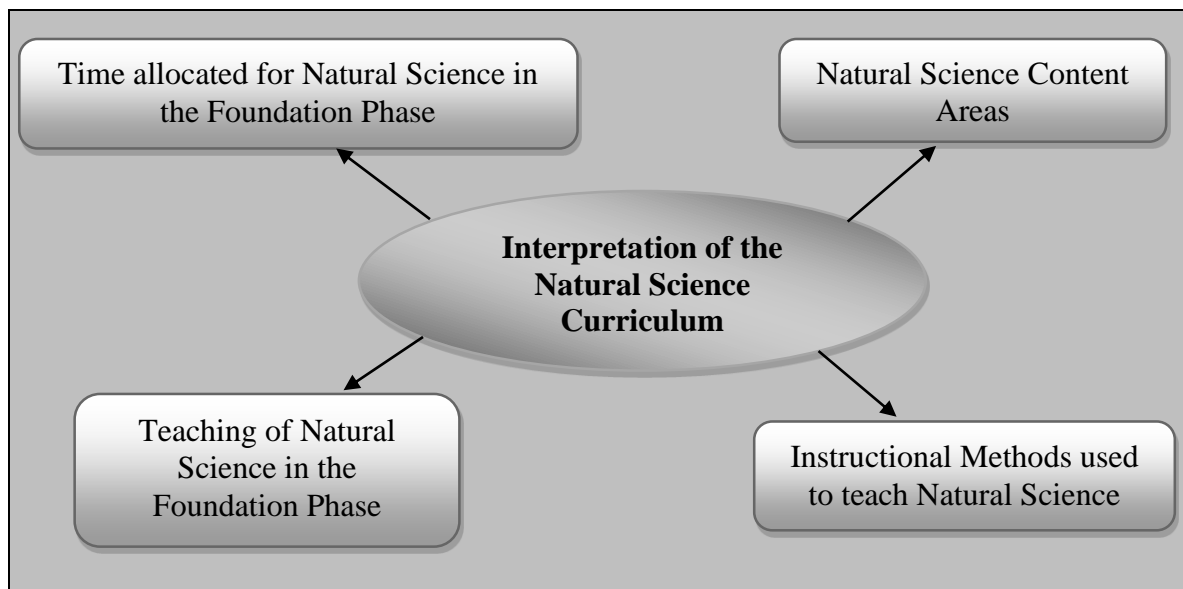 Time allocated for Natural Science in
the Foundation Phase
Natural Science Content
Areas
Interpretation of the
Natural Science
Curriculum
Teaching of Natural
Science in the
Foundation Phase
Instructional Methods used
to teach Natural Science